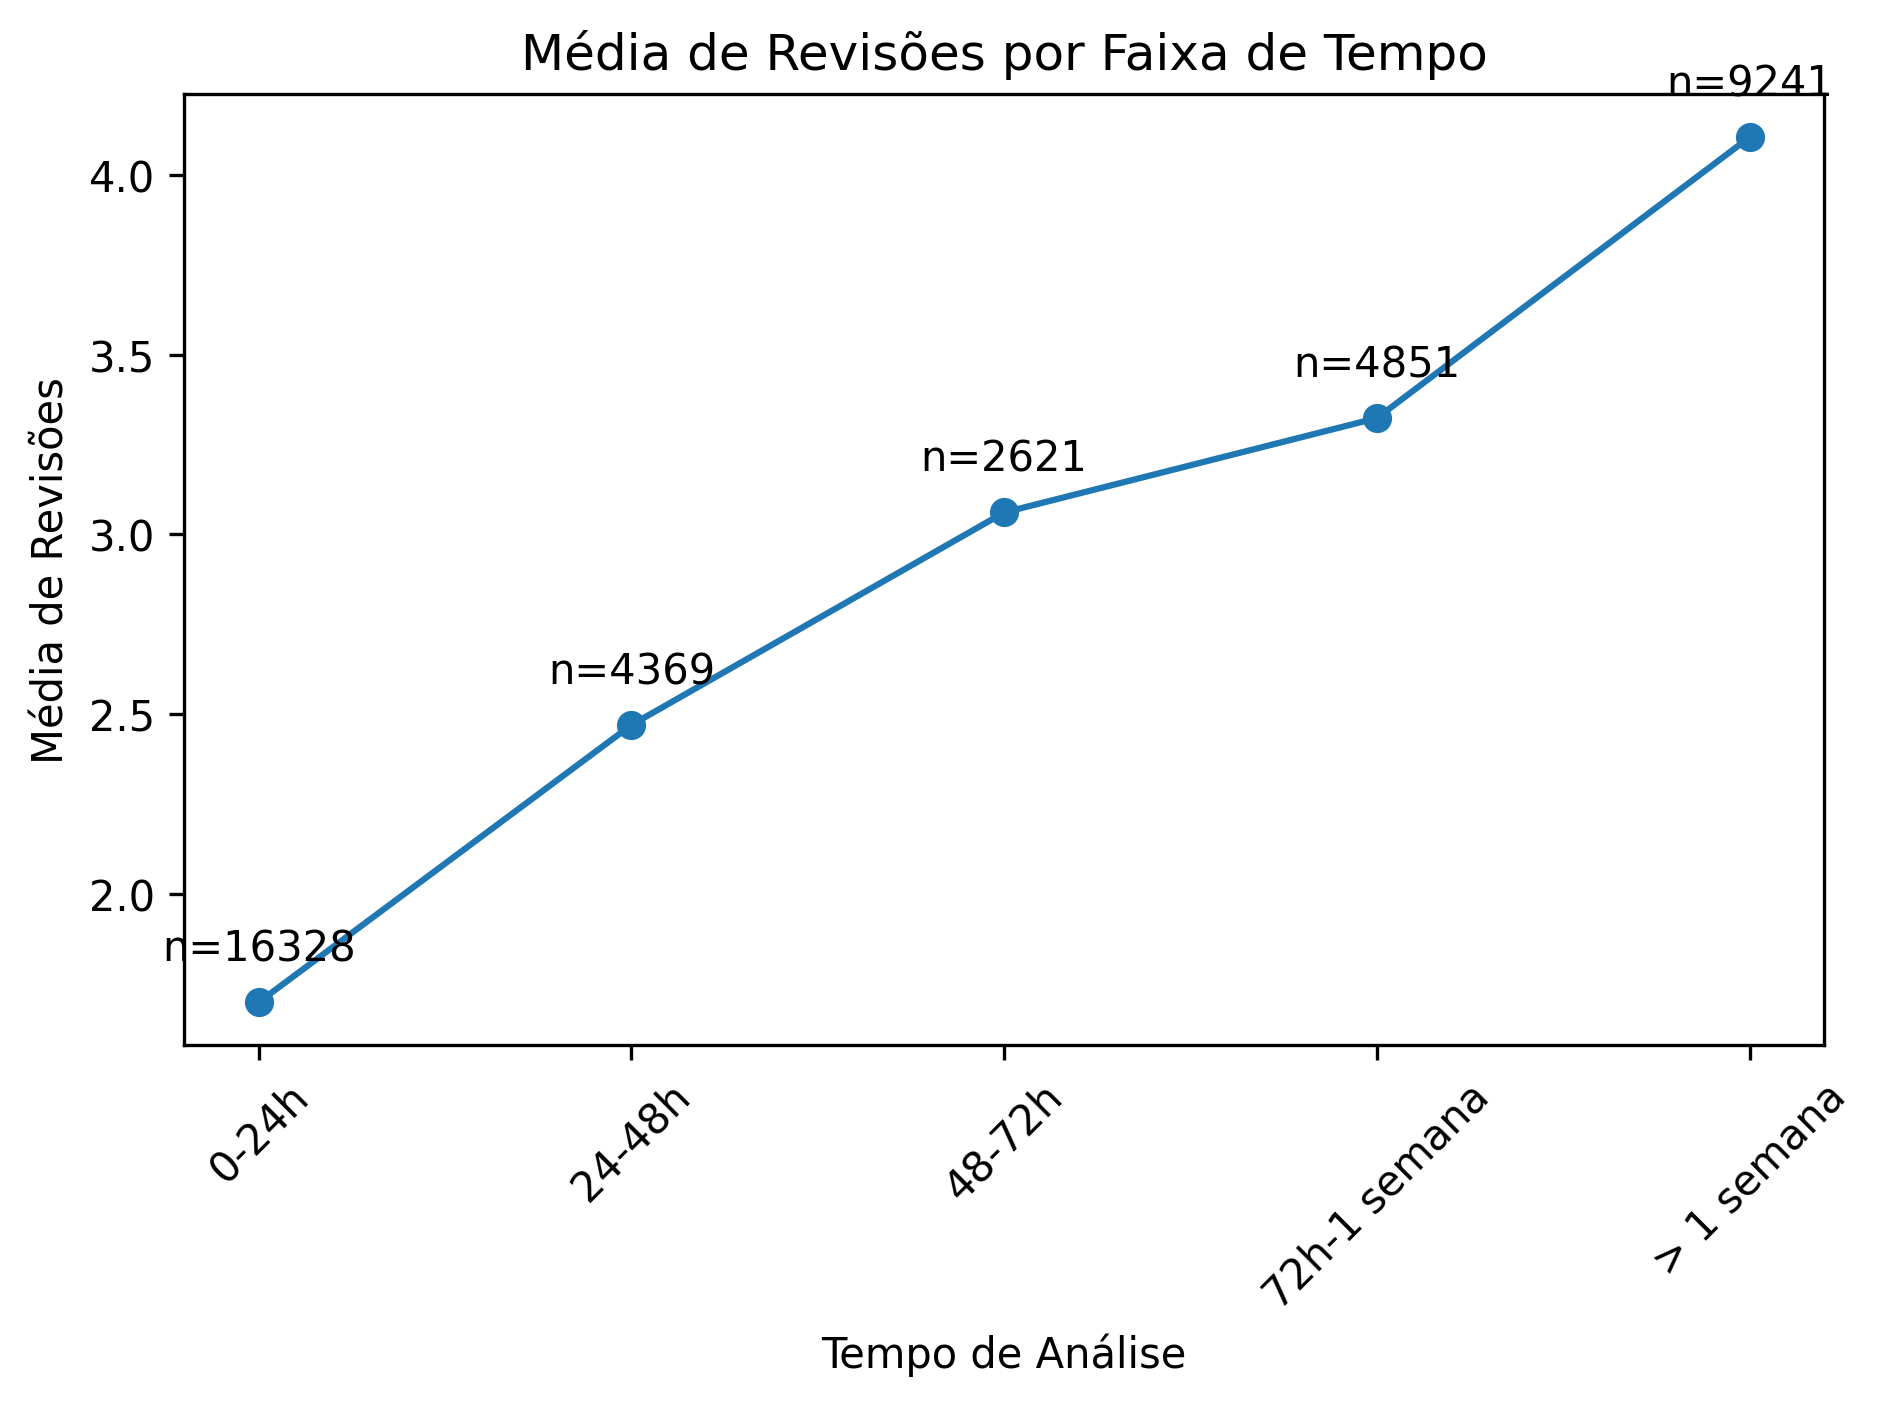 Média de Revisões por Faixa de Tempo
n=9241
4.0
3.5
n=4851
n=2621
3.0
n=4369
2.5
2.0
n=16328
Média de Revisões
0-24h
24-48h
48-72h
72h-1 semana
> 1 semana
Tempo de Análise